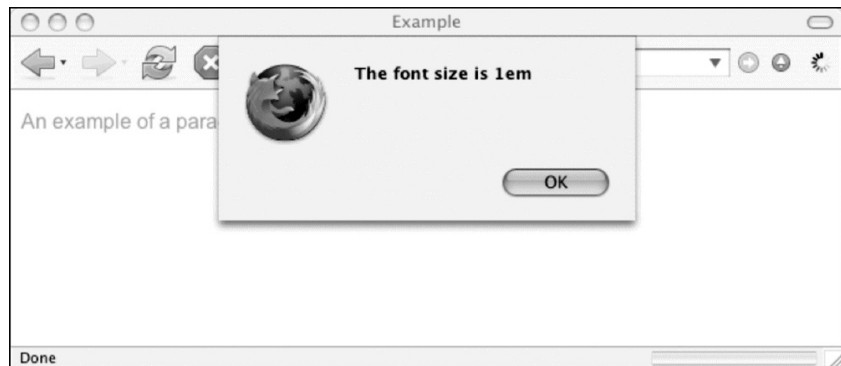 Example
The font size is 1em
An example of a para
OK
Done